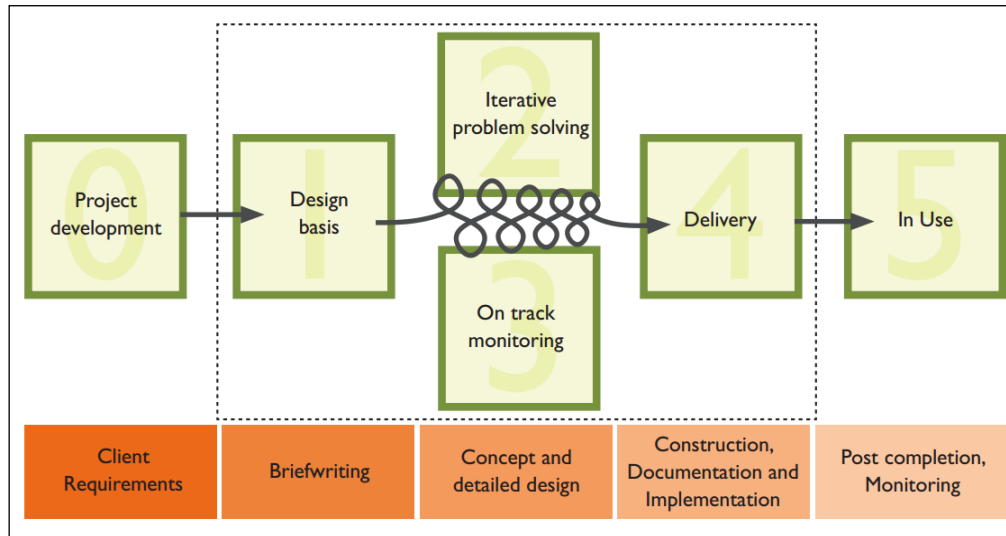 0
Project
development
1
Design
basis
2
Iterative
problem solving
3
On track
monitoring
4
Delivery
5
In Use
Client
Requirements
Briefwriting
Concept and
detailed design
Construction,
Documentation and
Implementation
Post completion,
Monitoring